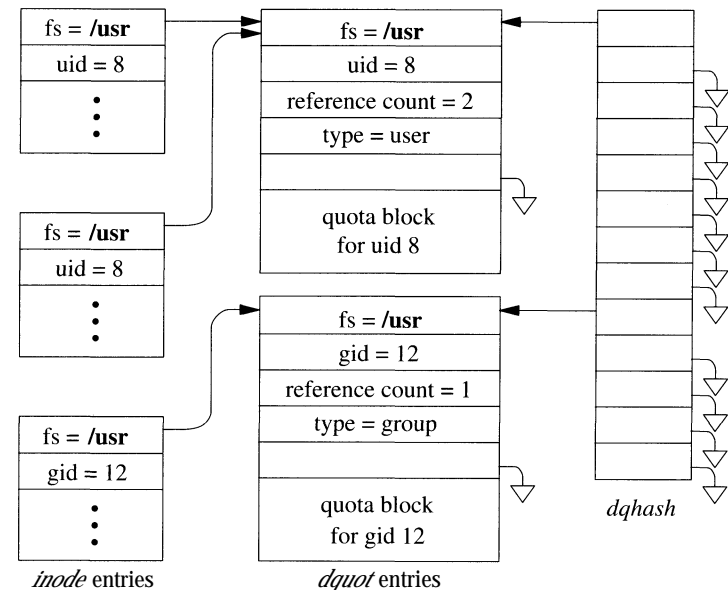 fs = /usr
uid = 8
fs = /usr
uid = 8
fs = /usr
gid = 12
inode entries
fs = /usr
uid = 8
reference count = 2
type = user
quota block
for uid 8
fs = /usr
gid = 12
reference count = 1
type = group
quota block
for gid 12
dquot entries
dqhash